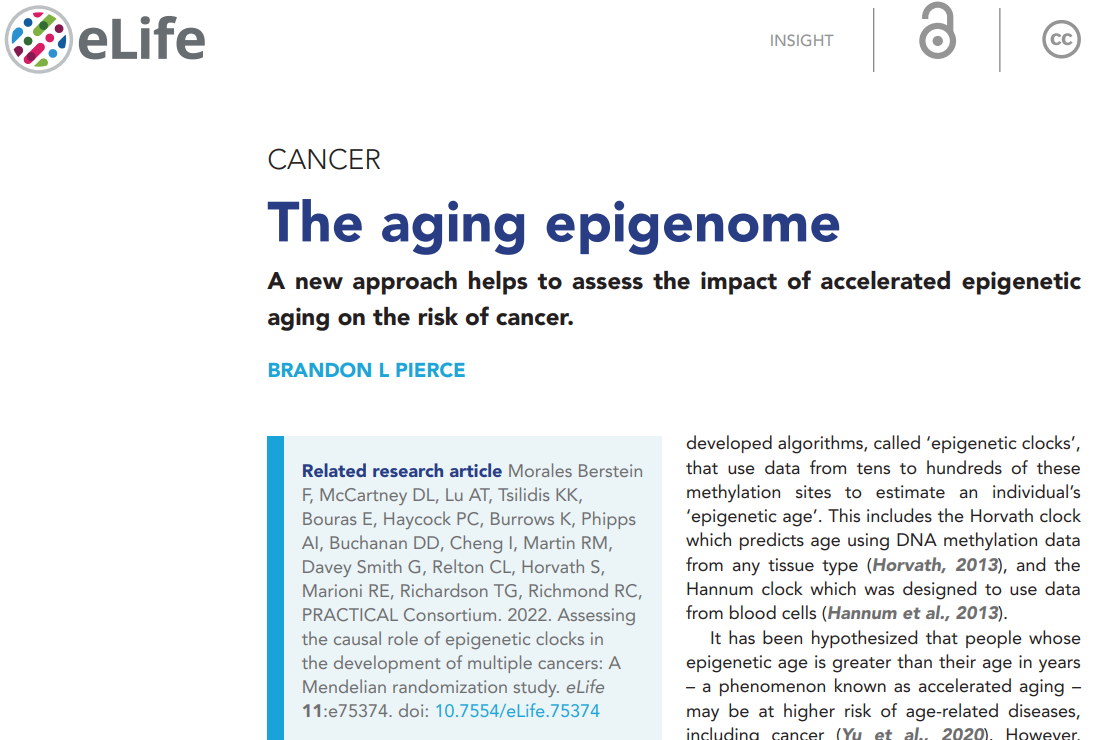 eLife
INSIGHT
CC
CANCER
The aging epigenome
A new approach helps to assess the impact of accelerated epigenetic
aging on the risk of cancer.
BRANDON L PIERCE
Related research article Morales Berstein
F, McCartney DL, Lu AT, Tsilidis KK,
Bouras E, Haycock PC, Burrows K, Phipps
AI, Buchanan DD, Cheng I, Martin RM,
Davey Smith G, Relton CL, Horvath S,
Marioni RE, Richardson TG, Richmond RC,
PRACTICAL Consortium. 2022. Assessing
the causal role of epigenetic clocks in
the development of multiple cancers: A
Mendelian randomization study. eLife
11:e75374. doi: 10.7554/eLife.75374
developed algorithms, called ‘epigenetic clocks’,
that use data from tens to hundreds of these
methylation sites to estimate an individual’s
‘epigenetic age’. This includes the Horvath clock
which predicts age using DNA methylation data
from any tissue type (Horvath, 2013), and the
Hannum clock which was designed to use data
from blood cells (Hannum et al., 2013).
It has been hypothesized that people whose
epigenetic age is greater than their age in years
– a phenomenon known as accelerated aging –
may be at higher risk of age-related diseases,
including cancer (Yu et al., 2020). However,